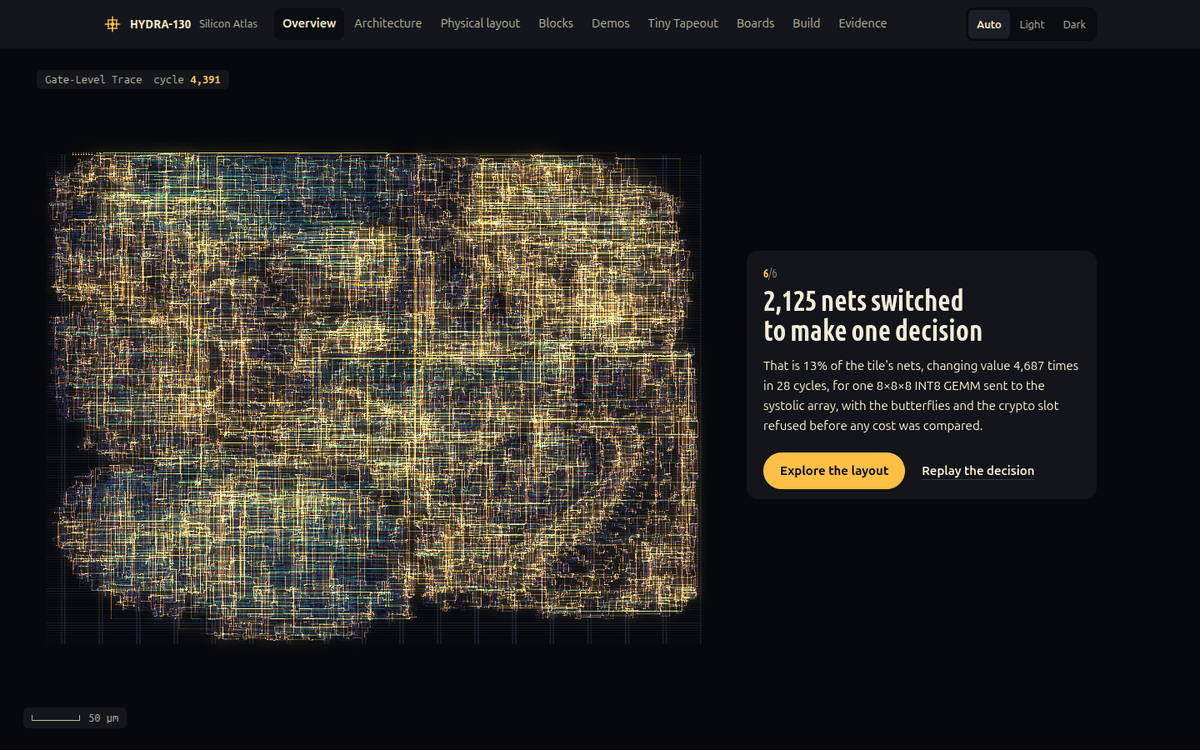 HYDRA-130 Silicon Atlas Overview Architecture Physical layout Blocks Demos Tiny Tapeout Boards Build Evidence Auto Light Dark
Gate-Level Trace cycle 4,391
6/6
2,125 nets switched
to make one decision
That is 13% of the tile's nets, changing value 4,687 times
in 28 cycles, for one 8×8×8 INT8 GEMM sent to the
systolic array, with the butterflies and the crypto slot
refused before any cost was compared.
Explore the layout Replay the decision
50 µm